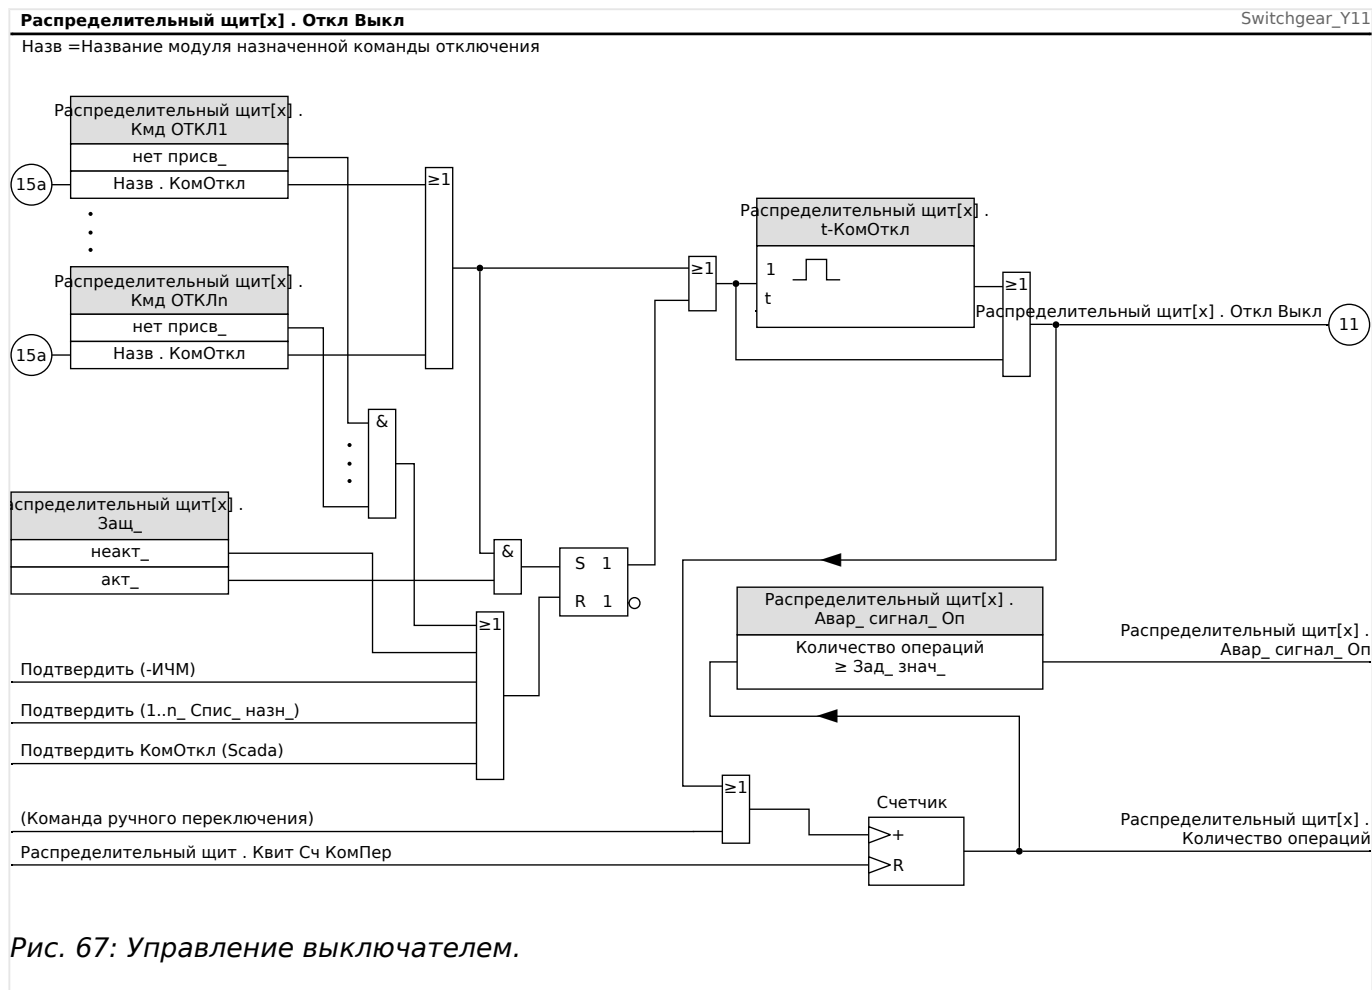 Распределительный щит[x] . Откл Выкл
Switchgear_Y11
Назв =Название модуля назначенной команды отключения
Распределительный щит[x] .
Кмд ОТКЛ1
нет присв_
15a
Назв . КомОткл
≥1
Распределительный щит[x] .
t-КомОткл
1
t
Распределительный щит[x] .
Кмд ОТКЛn
нет присв_
15a
Назв . КомОткл
≥1
≥1
Распределительный щит[x] . Откл Выкл
11
&
аспределительный щит[x] .
Защ_
неакт_
акт_
&
S 1
R 1
≥1
Распределительный щит[x] .
Авар_ сигнал_ Оп
Количество операций
≥ Зад_ знач_
Распределительный щит[x] .
Авар_ сигнал_ Оп
Подтвердить (-ИЧМ)
Подтвердить (1..n_ Спис_ назн_)
Подтвердить КомОткл (Scada)
≥1
Счетчик
(Команда ручного переключения)
+
Распределительный щит[x] .
Количество операций
Распределительный щит . Квит Сч КомПер
R
Рис. 67: Управление выключателем.